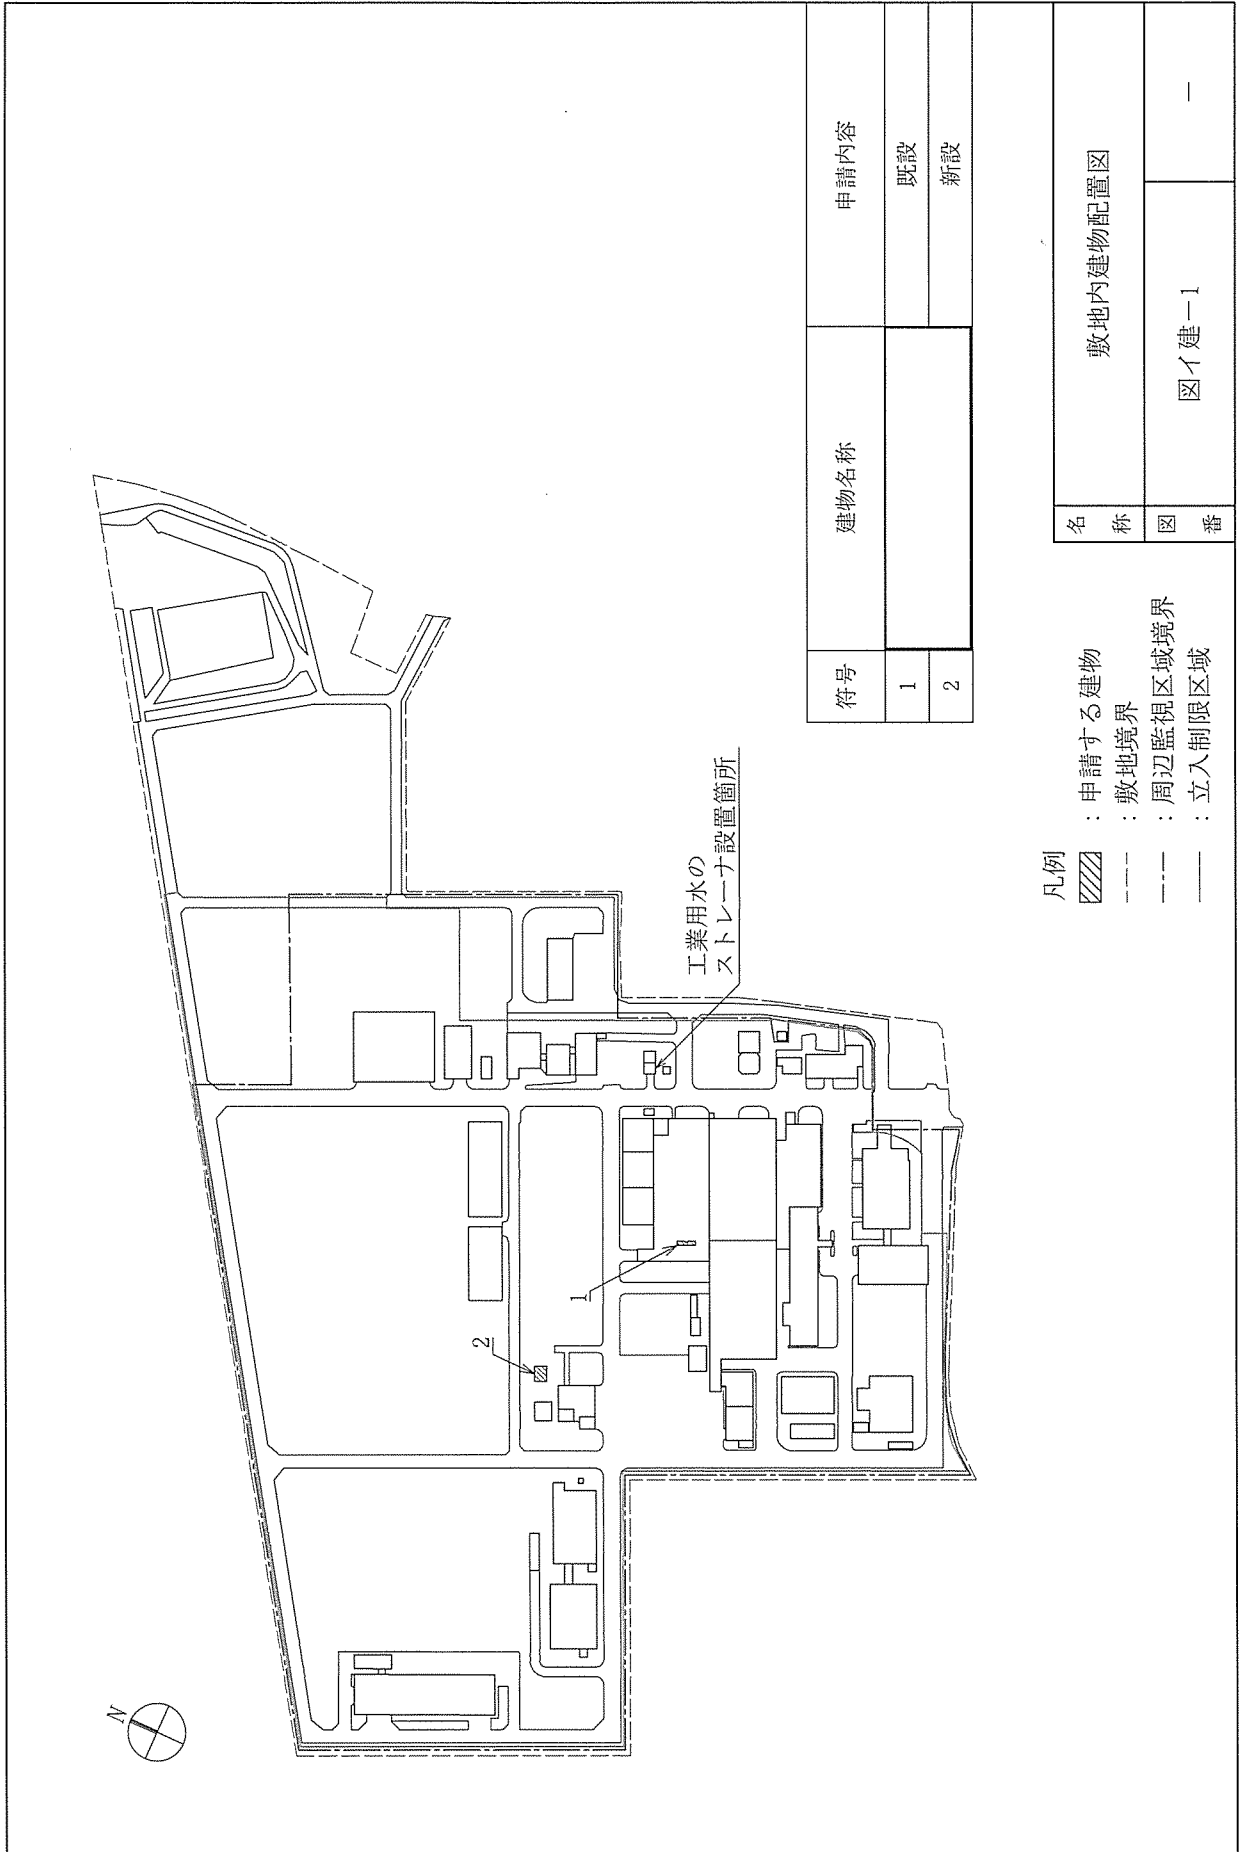 N
2
1
工業用水の
ストレーナ設置箇所
符号 建物名称 申請内容
1 既設
2 新設
凡例
：申請する建物
：敷地境界
：周辺監視区域境界
：立入制限区域
名称 敷地内建物配置図
図番 図イ建－1 －